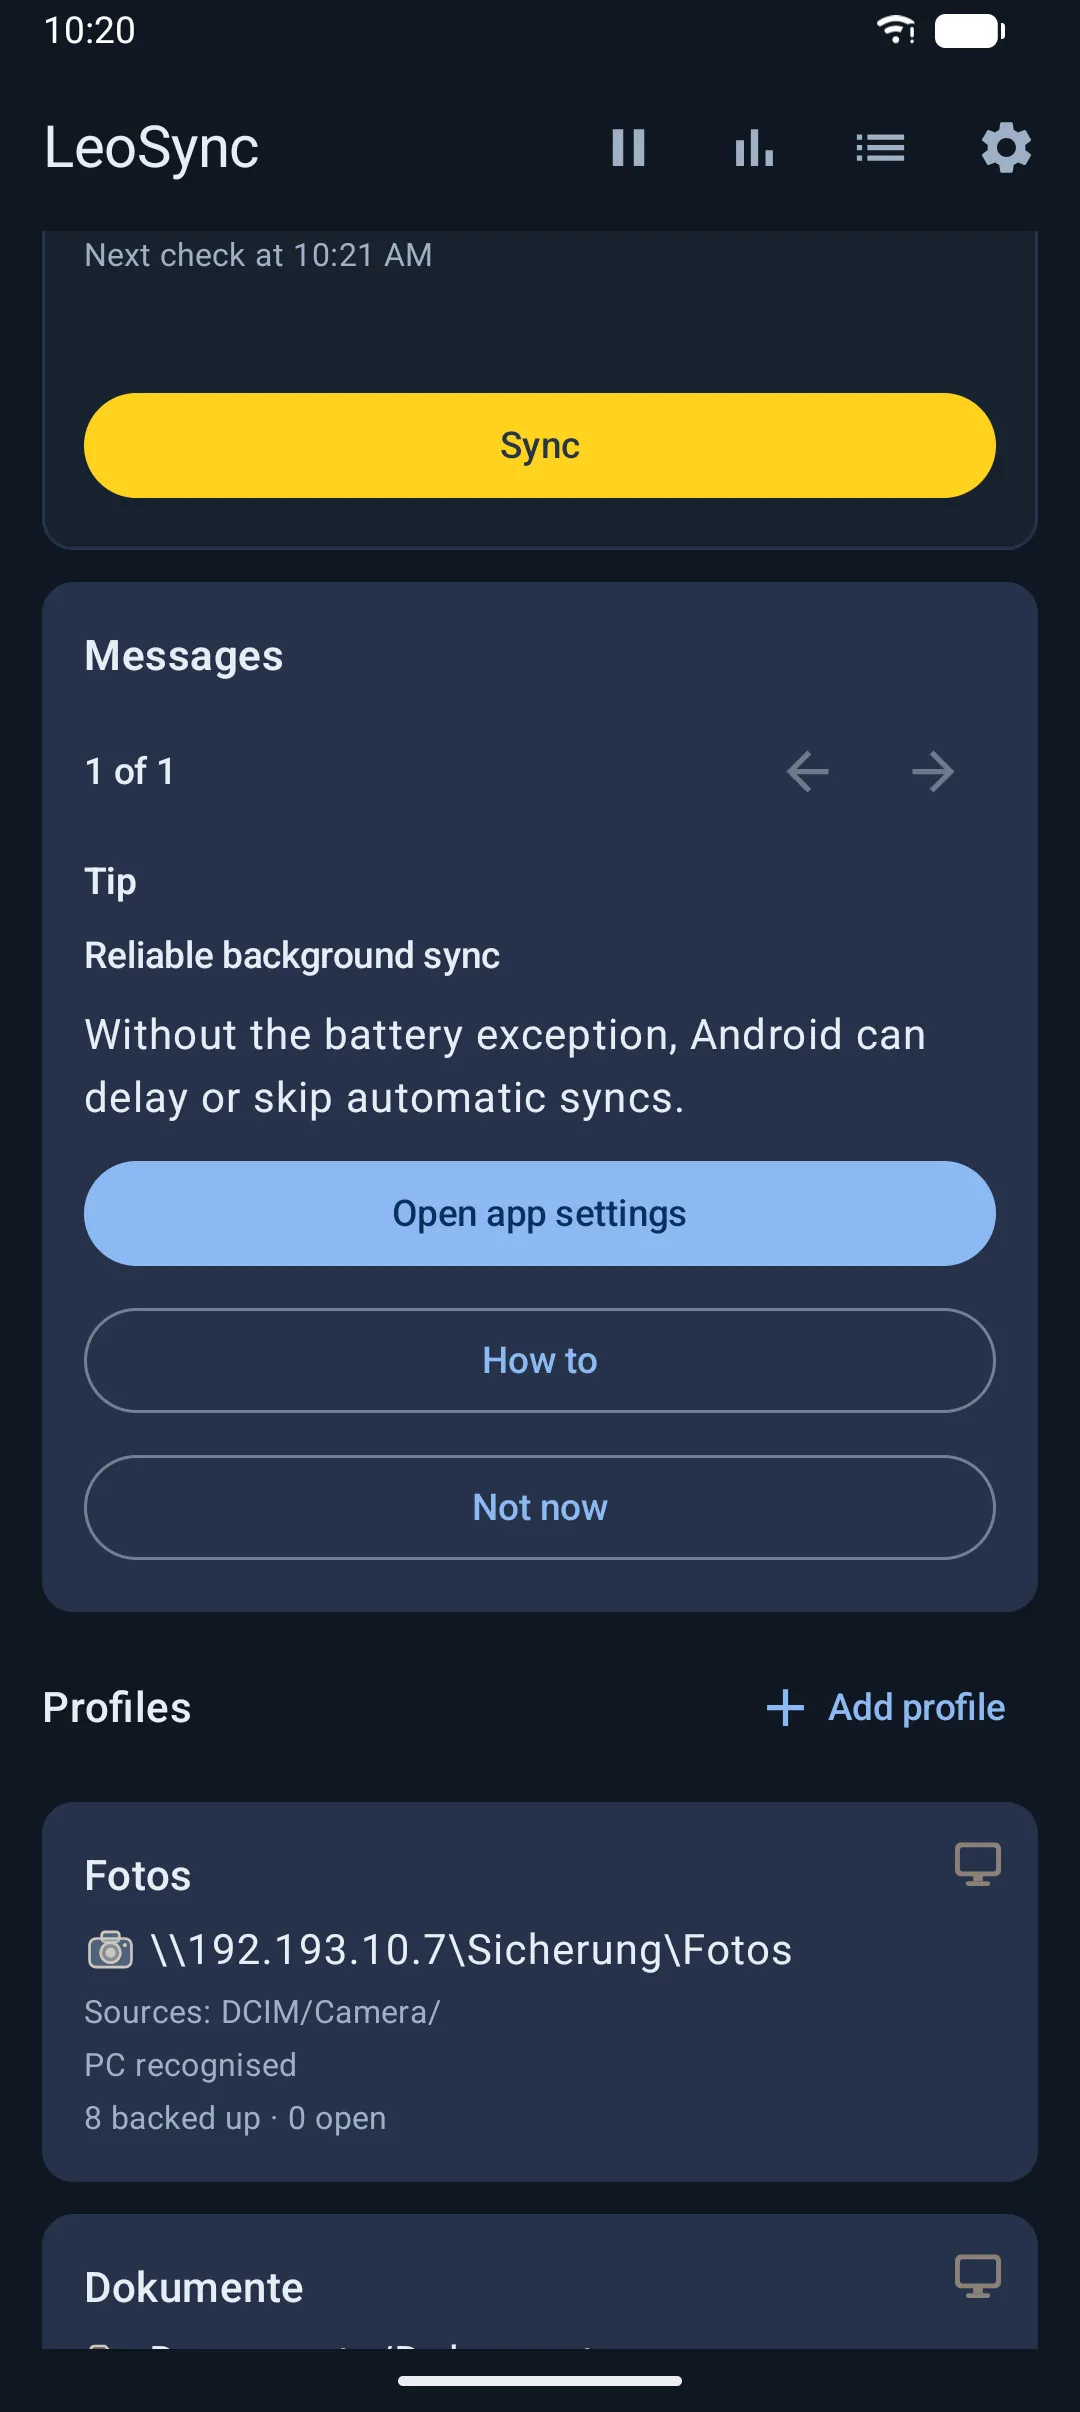 10:20
LeoSync
Next check at 10:21 AM
Sync
Messages
1 of 1
Tip
Reliable background sync
Without the battery exception, Android can
delay or skip automatic syncs.
Open app settings
How to
Not now
Profiles
Add profile
Fotos
\\192.193.10.7\Sicherung\Fotos
Sources: DCIM/Camera/
PC recognised
8 backed up · 0 open
Dokumente